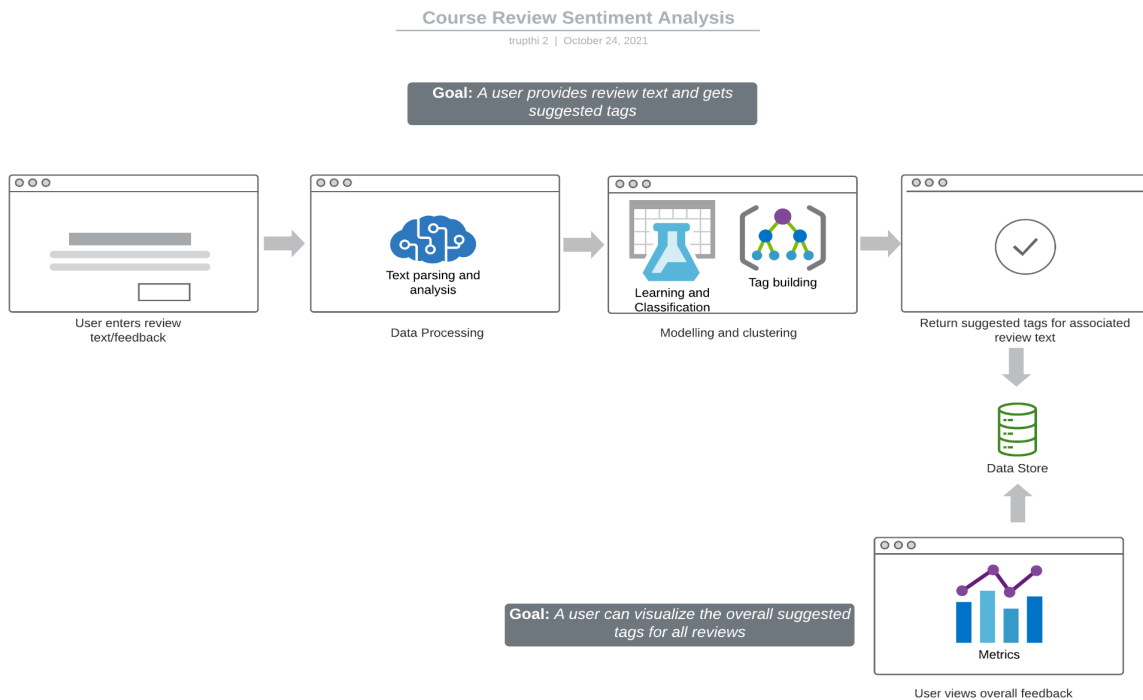 Course Review Sentiment Analysis
trupthi 2 | October 24, 2021
Goal: A user provides review text and gets
suggested tags
Text parsing and
analysis
Learning and
Classification
Tag building
User enters review
text/feedback
Data Processing
Modelling and clustering
Return suggested tags for associated
review text
Data Store
Goal: A user can visualize the overall suggested
tags for all reviews
Metrics
User views overall feedback